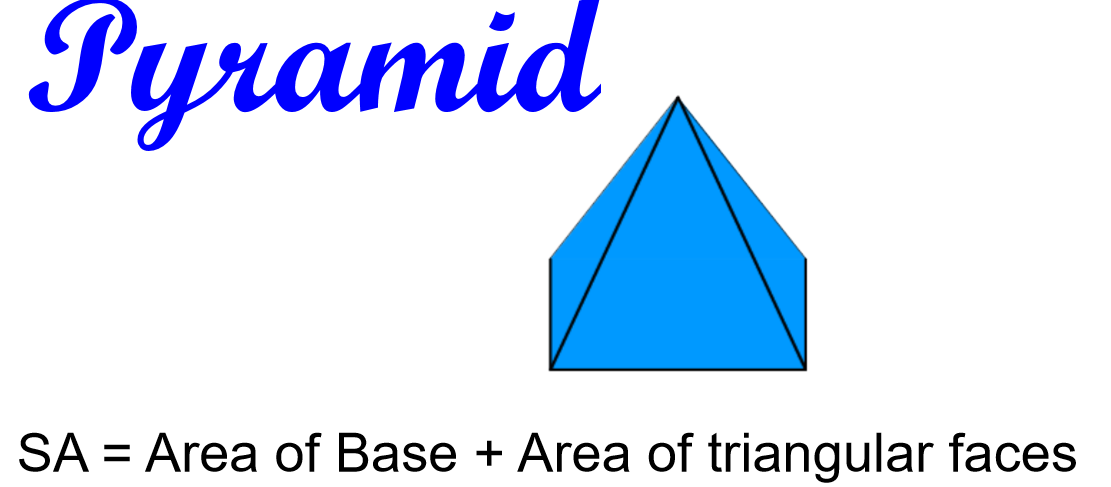 Pyramid
SA = Area of Base + Area of triangular faces